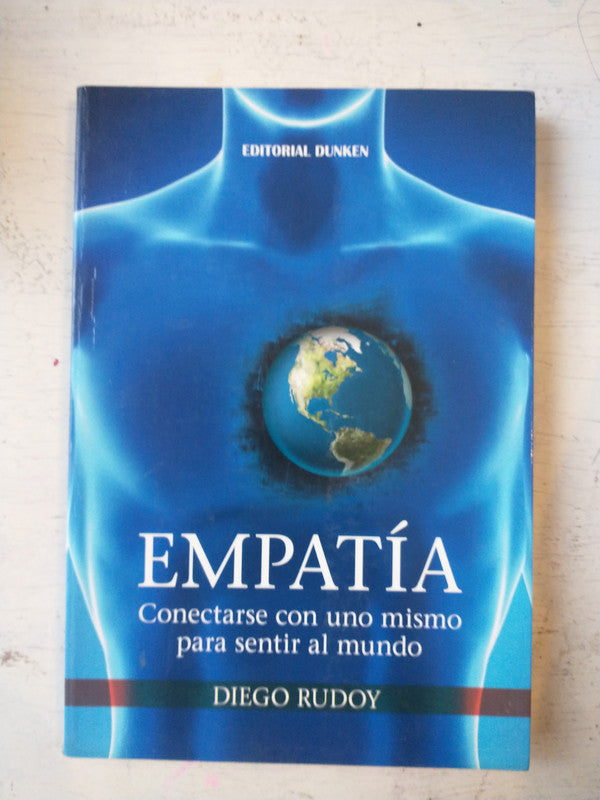 EDITORIAL DUNKEN
EMPATÍA
Conectarse con uno mismo
para sentir al mundo
DIEGO RUDOY